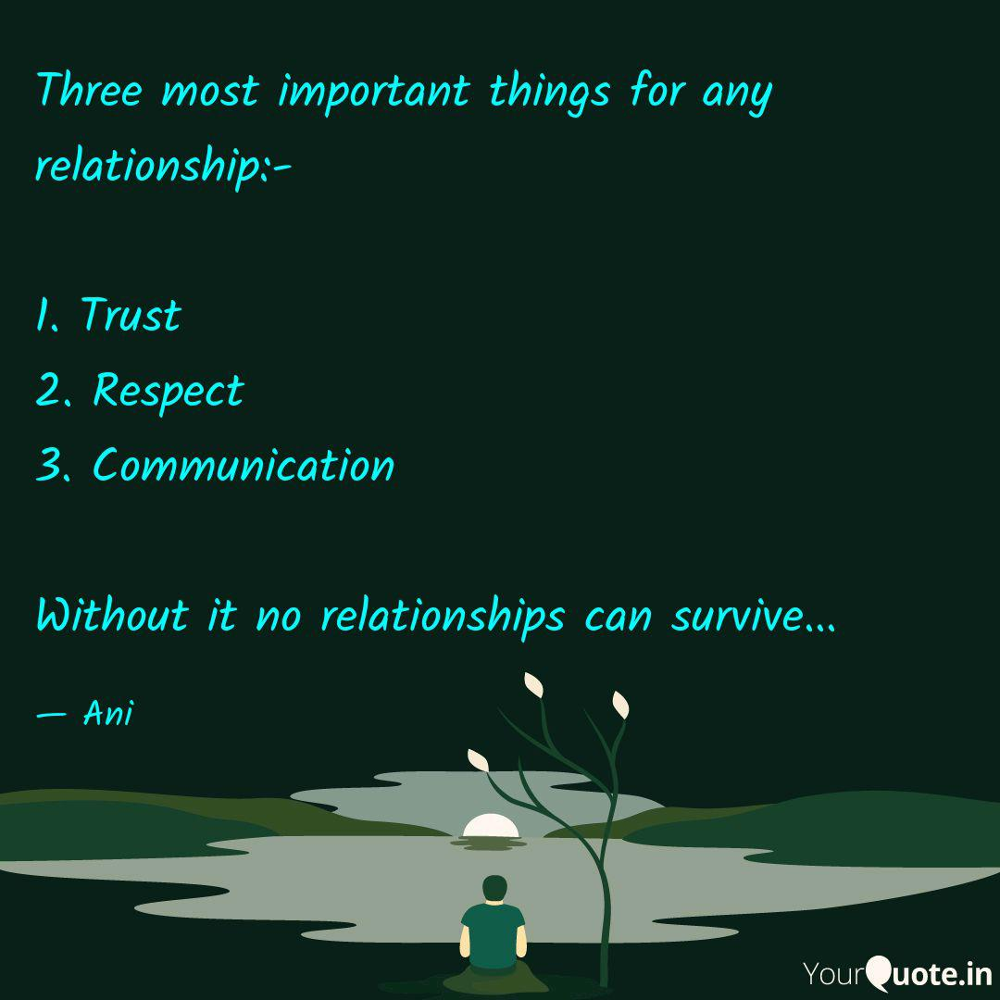 Three most important things for any
relationship:-
1. Trust
2. Respect
3. Communication
Without it no relationships can survive...
— Ani
YourQuote.in